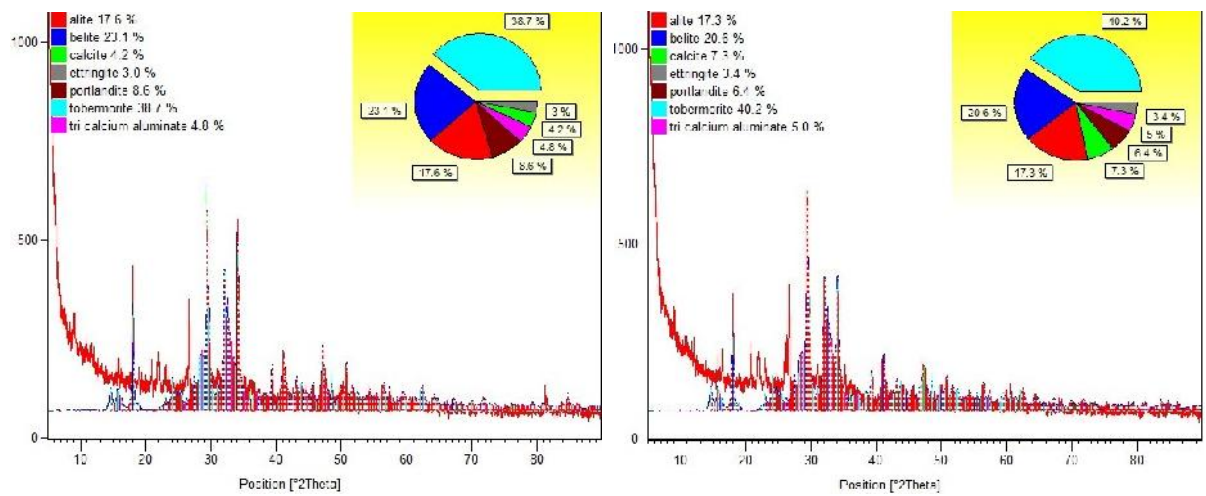 alite 17.6 %
belite 23.1 %
calcite 4.2 %
ettringite 3.0 %
portlandite 8.6 %
tobermorite 38.7 %
tri calcium aluminate 4.8 %
38.7 %
23.1 %
17.6 %
8.6 %
4.8 %
4.2 %
3 %
1000
500
0
10 20 30 40 50 60 70 80
Position [°2Theta]
alite 17.3 %
belite 20.6 %
calcite 7.3 %
ettringite 3.4 %
portlandite 6.4 %
tobermorite 40.2 %
tri calcium aluminate 5.0 %
40.2 %
20.6 %
17.3 %
7.3 %
6.4 %
5 %
3.4 %
1000
500
0
10 20 30 40 50 60 70 80
Position [°2Theta]